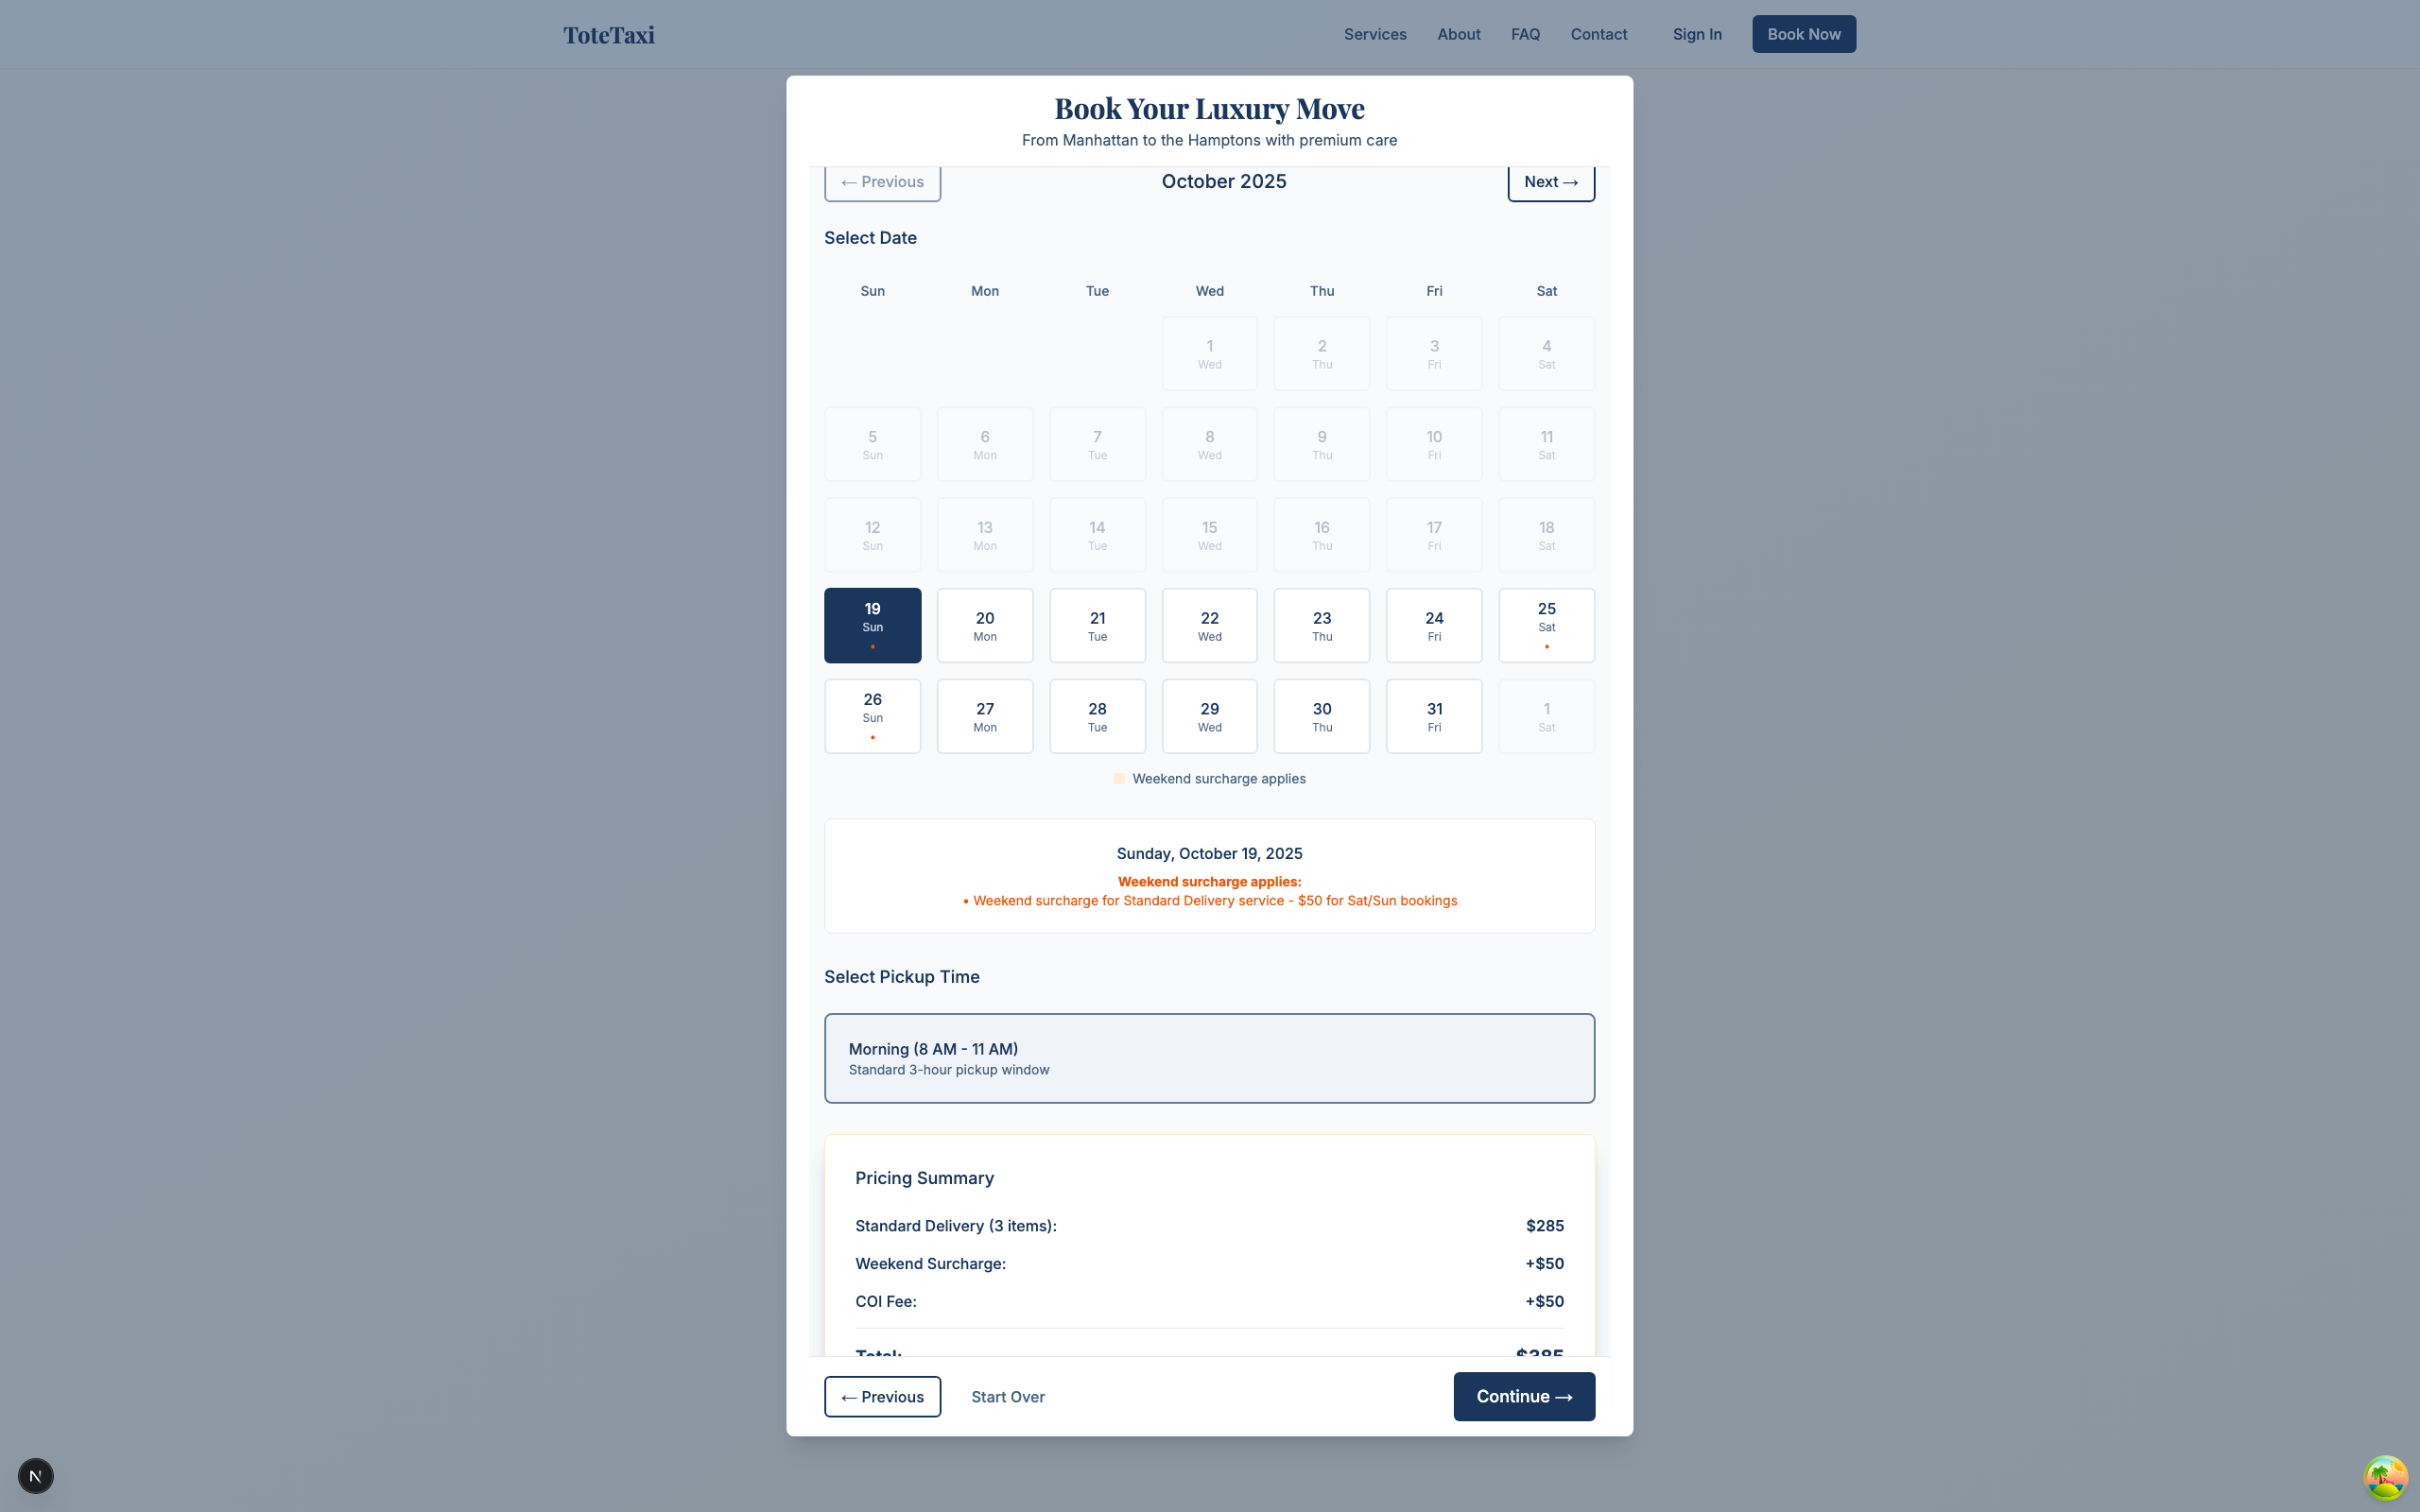 ToteTaxi
Services About FAQ Contact Sign In Book Now
Book Your Luxury Move
From Manhattan to the Hamptons with premium care
← Previous October 2025 Next →
Select Date
Sun Mon Tue Wed Thu Fri Sat
1 2 3 4
Wed Thu Fri Sat
5 6 7 8 9 10 11
Sun Mon Tue Wed Thu Fri Sat
12 13 14 15 16 17 18
Sun Mon Tue Wed Thu Fri Sat
19 20 21 22 23 24 25
Sun Mon Tue Wed Thu Fri Sat
26 27 28 29 30 31 1
Sun Mon Tue Wed Thu Fri Sat
Weekend surcharge applies
Sunday, October 19, 2025
Weekend surcharge applies:
• Weekend surcharge for Standard Delivery service - $50 for Sat/Sun bookings
Select Pickup Time
Morning (8 AM - 11 AM)
Standard 3-hour pickup window
Pricing Summary
Standard Delivery (3 items): $285
Weekend Surcharge: +$50
COI Fee: +$50
Total: $385
← Previous Start Over Continue →
N